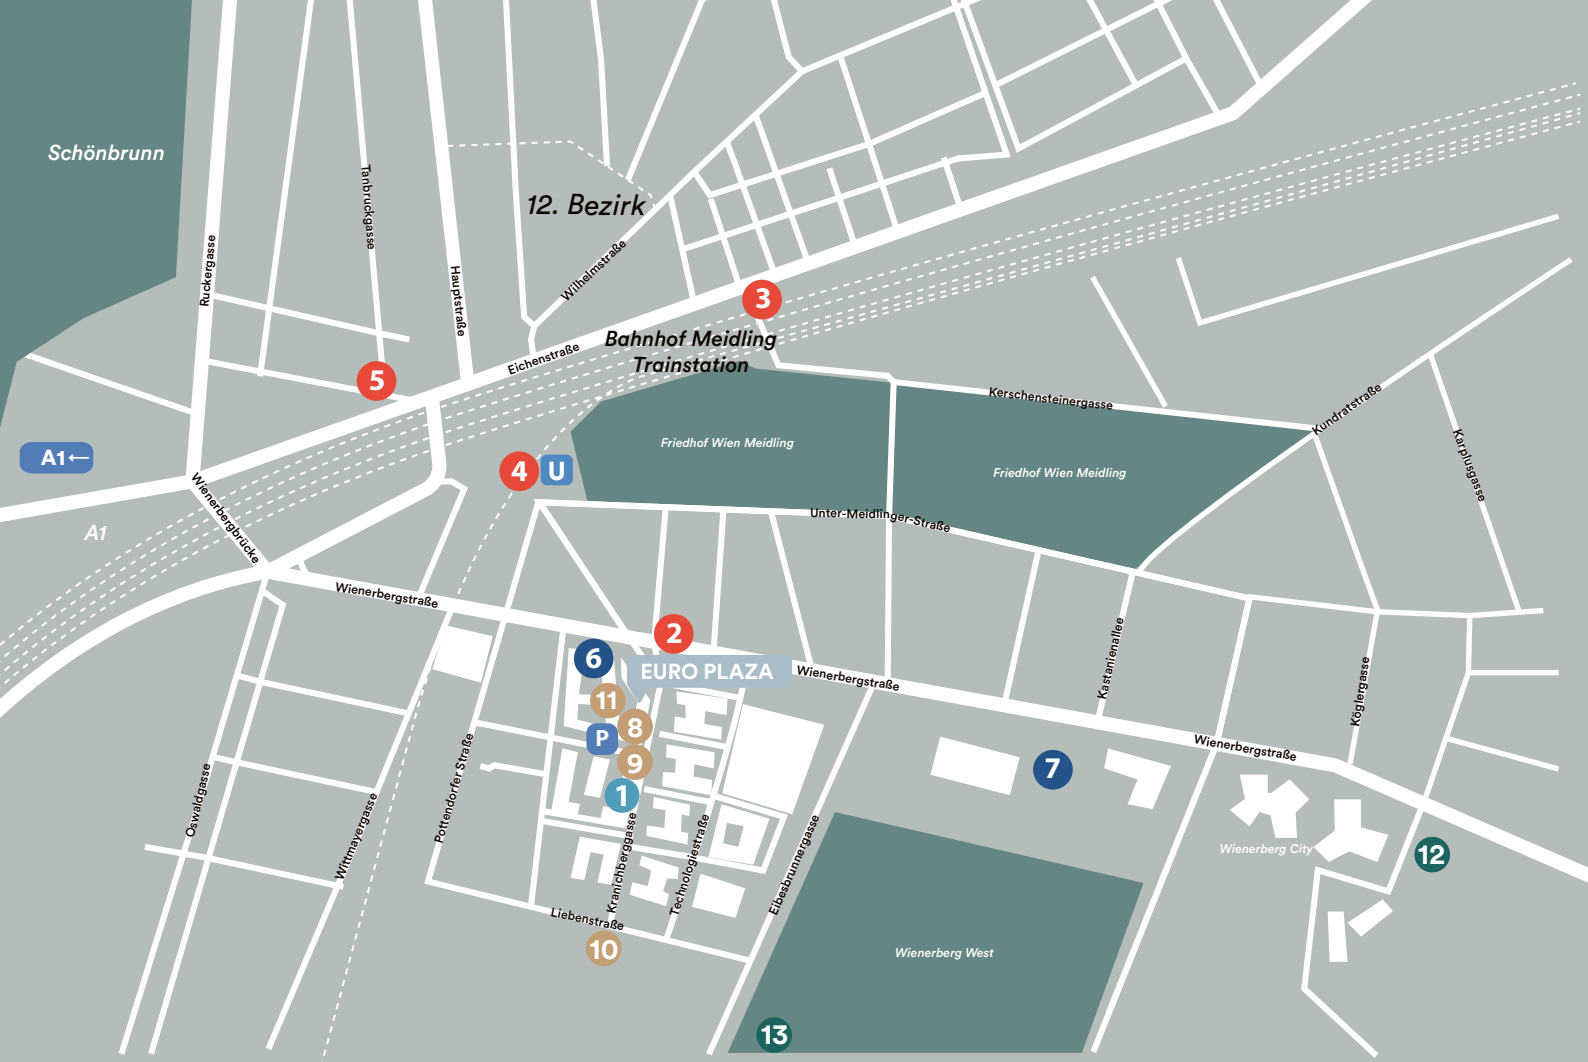 Schönbrunn
Tanbruckgasse
12. Bezirk
Ruckergasse
Hauptstraße
Wilhelmstraße
3
Bahnhof Meidling
Trainstation
Eichenstraße
5
Kerschensteinergasse
Kundratstraße
Friedhof Wien Meidling
Friedhof Wien Meidling
A1←
4
U
Karplusgasse
A1
Wienerbergbrücke
Unter-Meidlinger-Straße
Wienerbergstraße
2
6
EURO PLAZA
Wienerbergstraße
Kastanienallee
Köglergasse
11
8
P
9
1
7
Wienerbergstraße
Oswaldgasse
Wittmayergasse
Pottendorfer Straße
Kranichberggasse
Technologiestraße
Eibesbrunnergasse
Wienerberg City
12
Liebenstraße
10
Wienerberg West
13